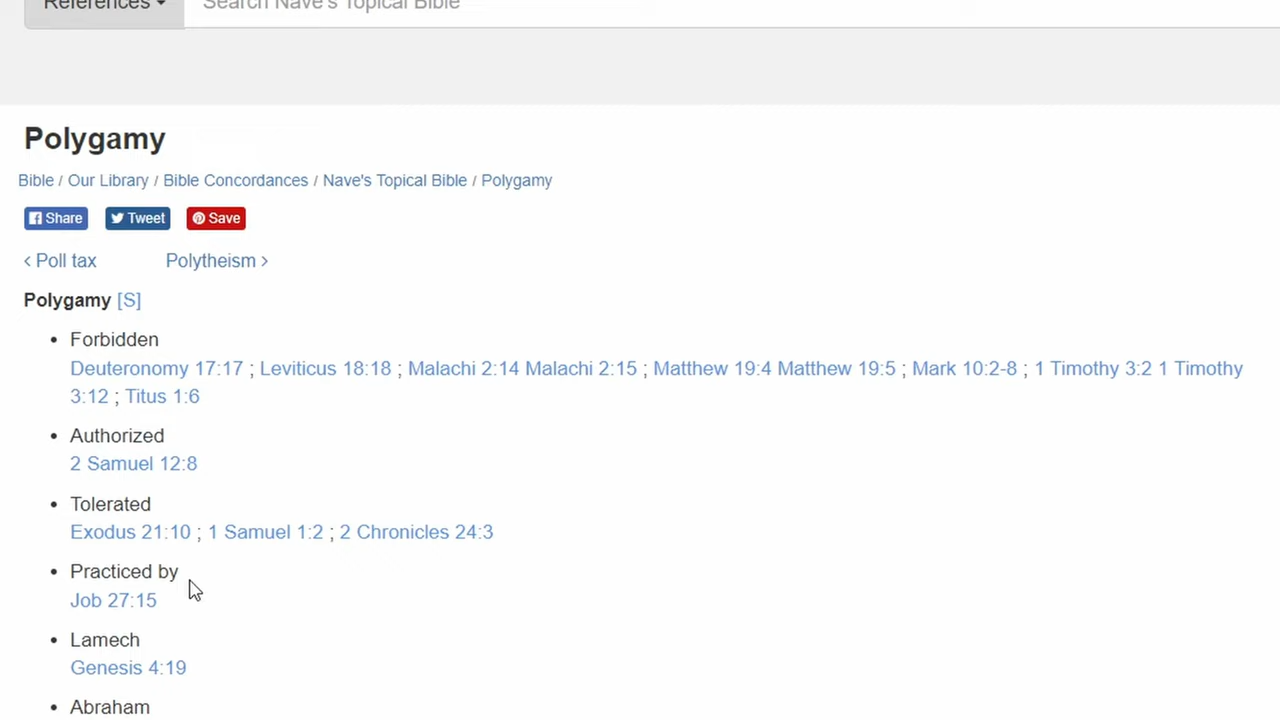 References
Search Nave's Topical Bible
Polygamy
Bible / Our Library / Bible Concordances / Nave's Topical Bible / Polygamy
Share Tweet Save
‹ Poll tax Polytheism ›
Polygamy [S]
• Forbidden
Deuteronomy 17:17 ; Leviticus 18:18 ; Malachi 2:14 Malachi 2:15 ; Matthew 19:4 Matthew 19:5 ; Mark 10:2-8 ; 1 Timothy 3:2 1 Timothy
3:12 ; Titus 1:6
• Authorized
2 Samuel 12:8
• Tolerated
Exodus 21:10 ; 1 Samuel 1:2 ; 2 Chronicles 24:3
• Practiced by
Job 27:15
• Lamech
Genesis 4:19
• Abraham